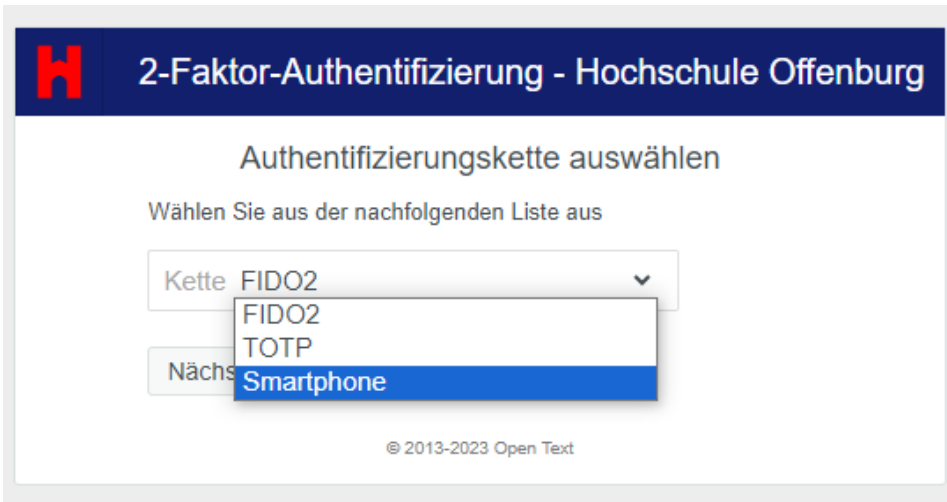 2-Faktor-Authentifizierung - Hochschule Offenburg
Authentifizierungskette auswählen
Wählen Sie aus der nachfolgenden Liste aus
Kette FIDO2
FIDO2
TOTP
Smartphone
Nächs
© 2013-2023 Open Text